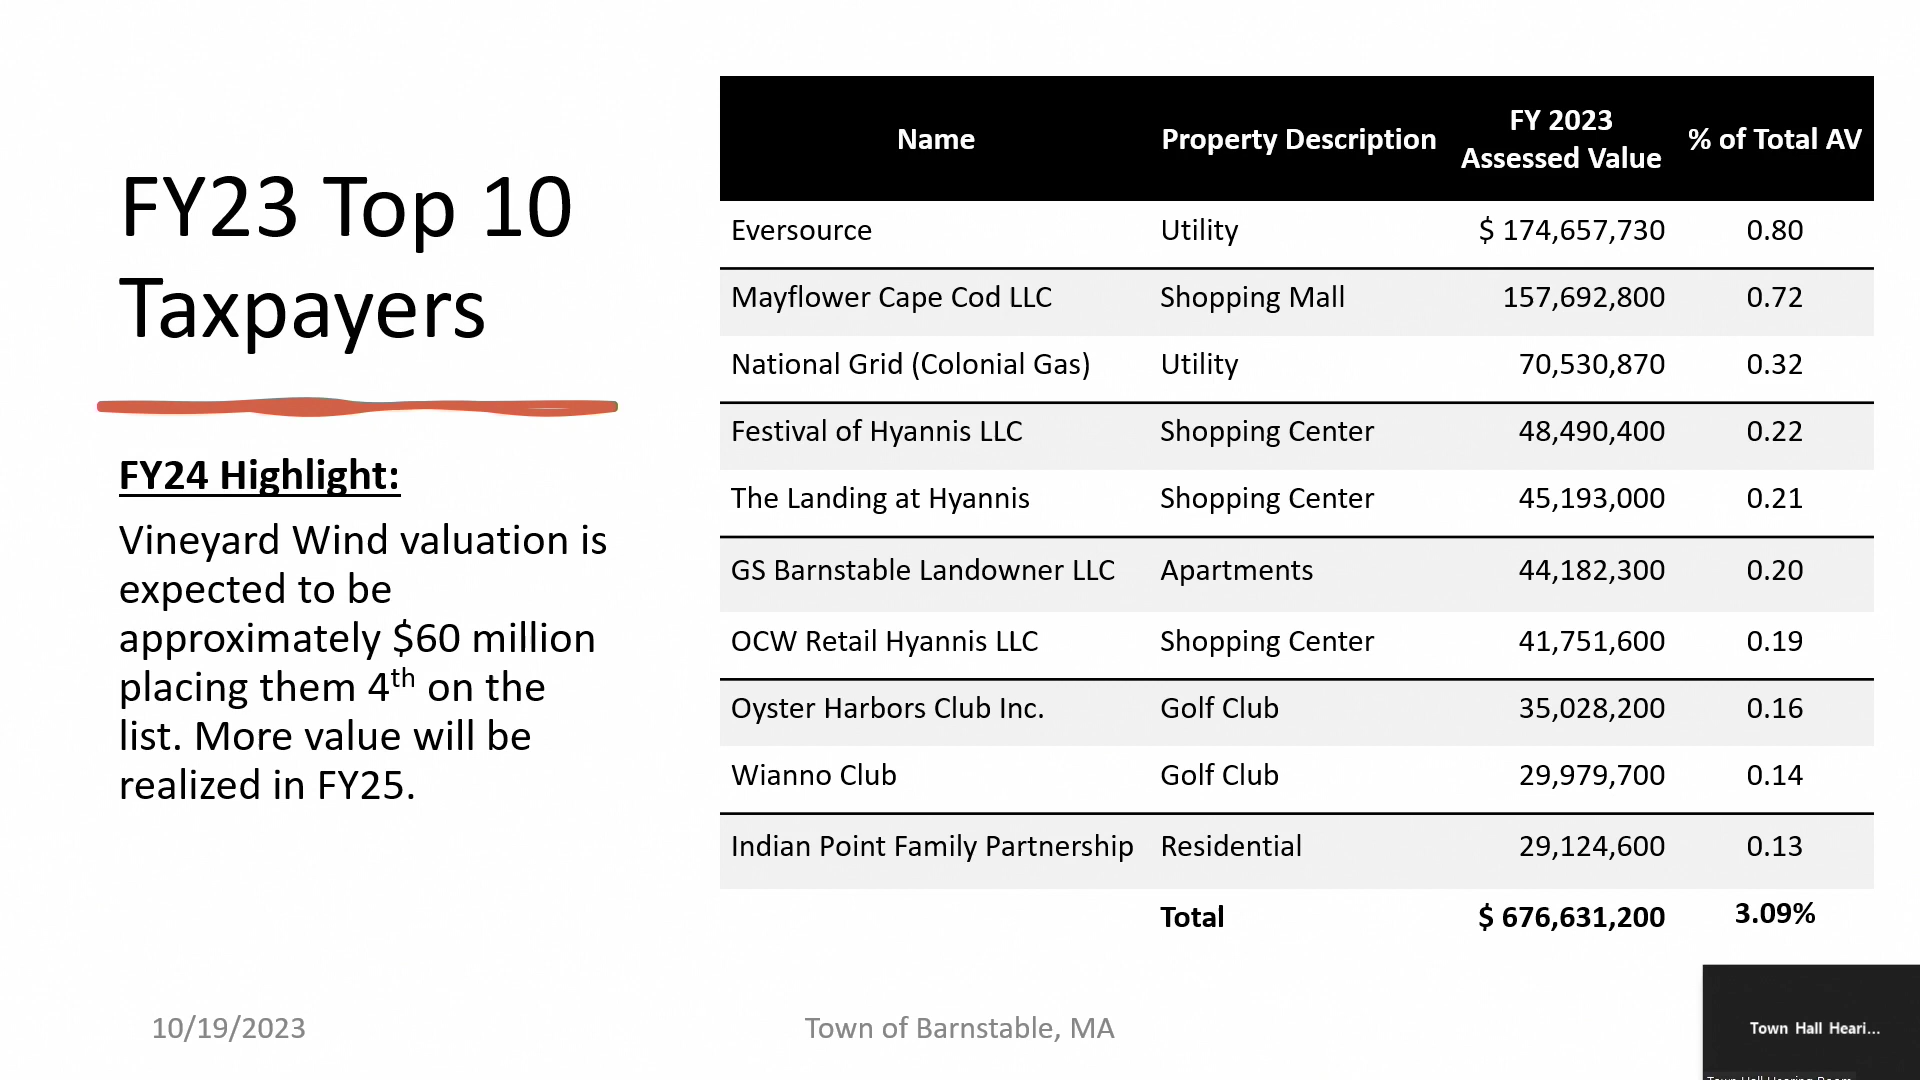 FY23 Top 10
Taxpayers
FY24 Highlight:
Vineyard Wind valuation is
expected to be
approximately $60 million
placing them 4th on the
list. More value will be
realized in FY25.
Name Property Description FY 2023 Assessed Value % of Total AV
Eversource Utility $ 174,657,730 0.80
Mayflower Cape Cod LLC Shopping Mall 157,692,800 0.72
National Grid (Colonial Gas) Utility 70,530,870 0.32
Festival of Hyannis LLC Shopping Center 48,490,400 0.22
The Landing at Hyannis Shopping Center 45,193,000 0.21
GS Barnstable Landowner LLC Apartments 44,182,300 0.20
OCW Retail Hyannis LLC Shopping Center 41,751,600 0.19
Oyster Harbors Club Inc. Golf Club 35,028,200 0.16
Wianno Club Golf Club 29,979,700 0.14
Indian Point Family Partnership Residential 29,124,600 0.13
Total $ 676,631,200 3.09%
10/19/2023
Town of Barnstable, MA
Town Hall Heari...
Town Hall Hearing Room